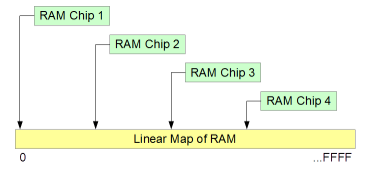 RAM Chip 1
RAM Chip 2
RAM Chip 3
RAM Chip 4
Linear Map of RAM
0 ...FFFF